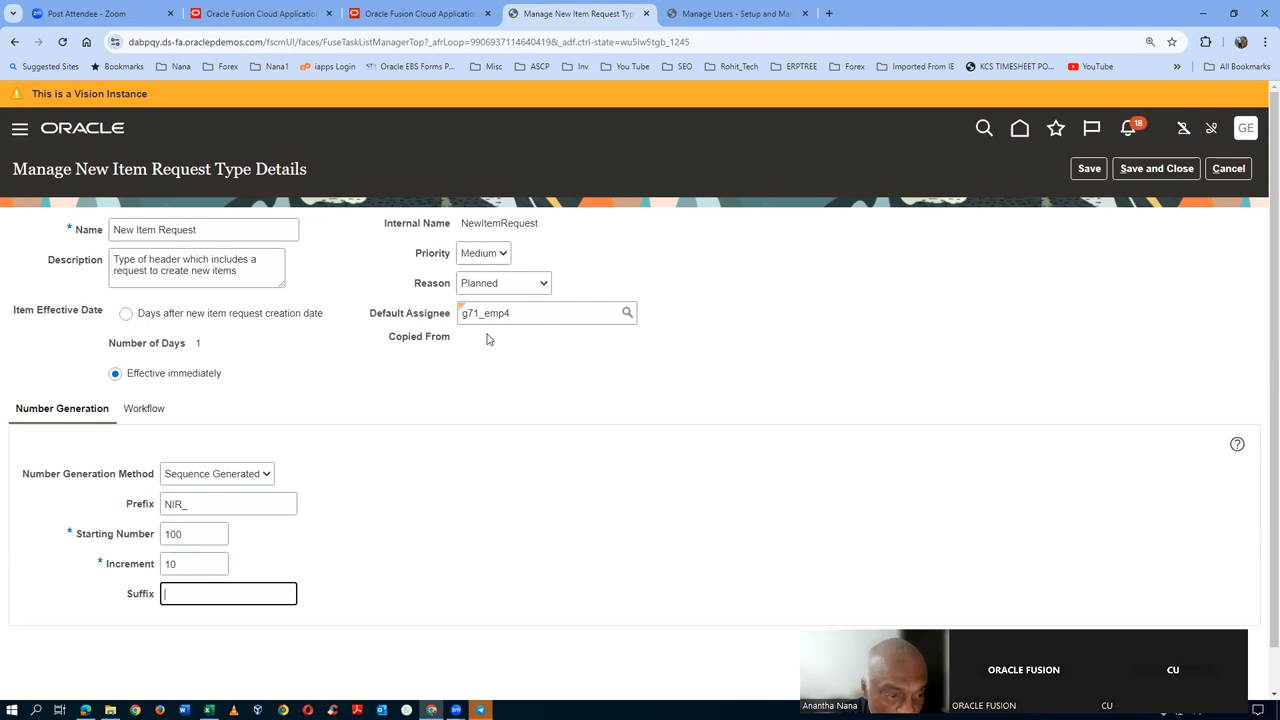 Post Attendee - Zoom
Oracle Fusion Cloud Application
Oracle Fusion Cloud Application
Manage New Item Request Typ
Manage Users - Setup and Ma
dabpqy.ds-fa.oraclepdemos.com/fscmUI/faces/FuseTaskListManagerTop?_afrLoop=9906937114640419&_adf.ctrl-state=wu5lw5tgb_1245
Suggested Sites
Bookmarks
Nana
Forex
Nana1
iapps Login
Oracle EBS Forms P...
Misc
ASCP
Inv
You Tube
SEO
Rohit_Tech
ERPTREE
Forex
Imported From IE
KCS TIMESHEET PO...
YouTube
»
All Bookmarks
This is a Vision Instance
ORACLE
18
GE
Manage New Item Request Type Details
Save
Save and Close
Cancel
* Name New Item Request
Description Type of header which includes a
request to create new items
Item Effective Date Days after new item request creation date
Number of Days 1
Effective immediately
Internal Name NewItemRequest
Priority Medium
Reason Planned
Default Assignee g71_emp4
Copied From
Number Generation Workflow
Number Generation Method Sequence Generated
Prefix NIR_
* Starting Number 100
* Increment 10
Suffix
ORACLE FUSION
CU
Anantha Nana
ORACLE FUSION
CU